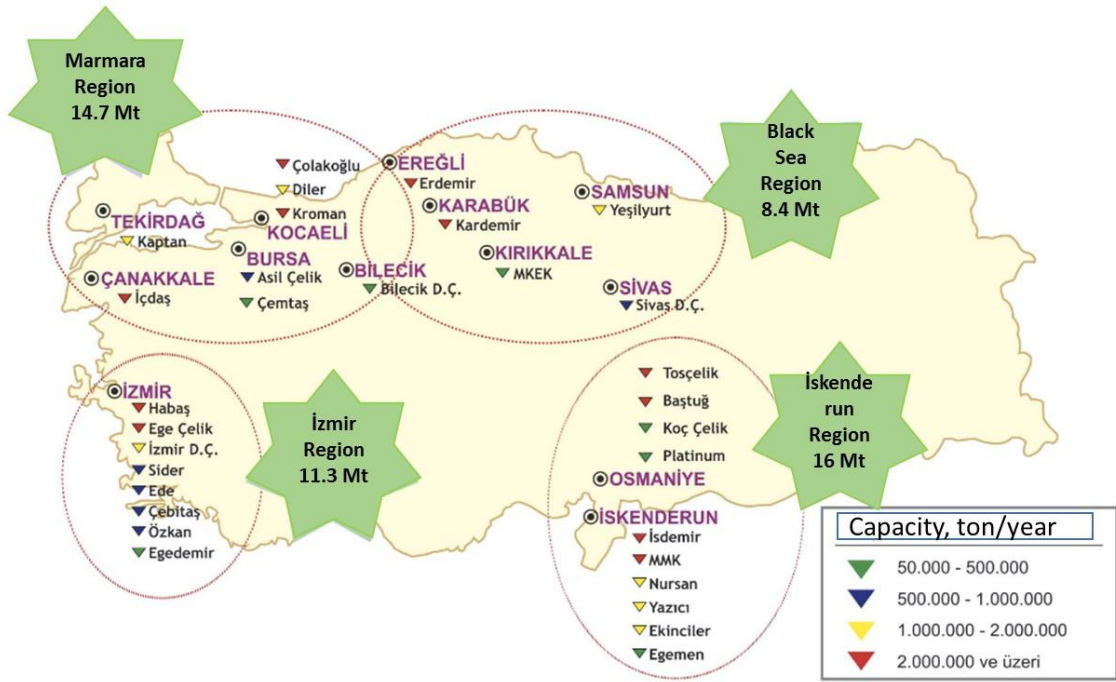 Marmara
Region
14.7 Mt
Black
Sea
Region
8.4 Mt
Çolakoğlu
Diler
Kroman
KOCAELİ
TEKİRDAĞ
Kaptan
BURSA
Asil Çelik
Çemtaş
ÇANAKKALE
İçdaş
BİLECİK
Bilecik D.Ç.
EREĞLİ
Erdemir
KARABÜK
Kardemir
SAMSUN
Yeşilyurt
KIRIKKALE
MKEK
SİVAS
Sivas D.Ç.
İZMİR
Habaş
Ege Çelik
İzmir D.Ç.
Sider
Ede
Çebitaş
Özkan
Egedemir
İzmir
Region
11.3 Mt
Tosçelik
Baştuğ
Koç Çelik
Platinum
OSMANİYE
İSKENDERUN
İsdemir
MMK
Nursan
Yazıcı
Ekinciler
Egemen
İskende
run
Region
16 Mt
Capacity, ton/year
50.000 - 500.000
500.000 - 1.000.000
1.000.000 - 2.000.000
2.000.000 ve üzeri